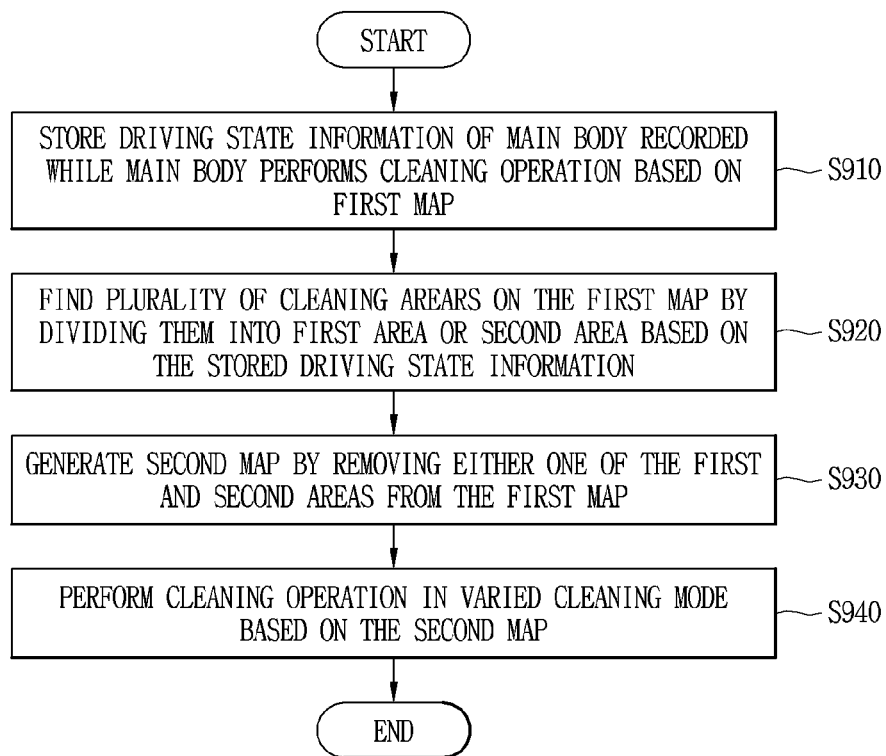 START
STORE DRIVING STATE INFORMATION OF MAIN BODY RECORDED
WHILE MAIN BODY PERFORMS CLEANING OPERATION BASED ON
FIRST MAP
S910
FIND PLURALITY OF CLEANING AREARS ON THE FIRST MAP BY
DIVIDING THEM INTO FIRST AREA OR SECOND AREA BASED ON
THE STORED DRIVING STATE INFORMATION
S920
GENERATE SECOND MAP BY REMOVING EITHER ONE OF THE FIRST
AND SECOND AREAS FROM THE FIRST MAP
S930
PERFORM CLEANING OPERATION IN VARIED CLEANING MODE
BASED ON THE SECOND MAP
S940
END